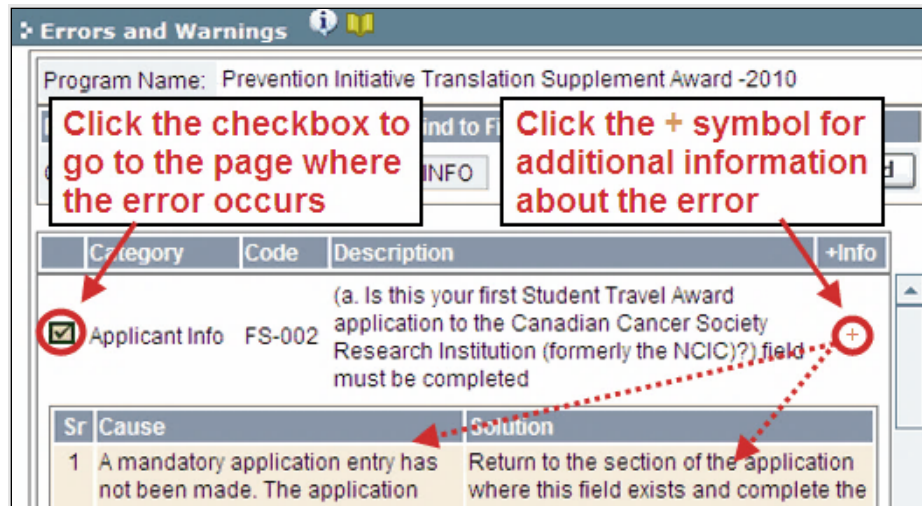 Errors and Warnings
Program Name: Prevention Initiative Translation Supplement Award -2010
Click the checkbox to
go to the page where
the error occurs
ind to Fi
INFO
Click the + symbol for
additional information
about the error
d
Category Code Description +Info
Applicant Info FS-002 (a. Is this your first Student Travel Award
application to the Canadian Cancer Society
Research Institution (formerly the NCIC)?) field
must be completed
+
Sr Cause Solution
1 A mandatory application entry has Return to the section of the application
not been made. The application where this field exists and complete the